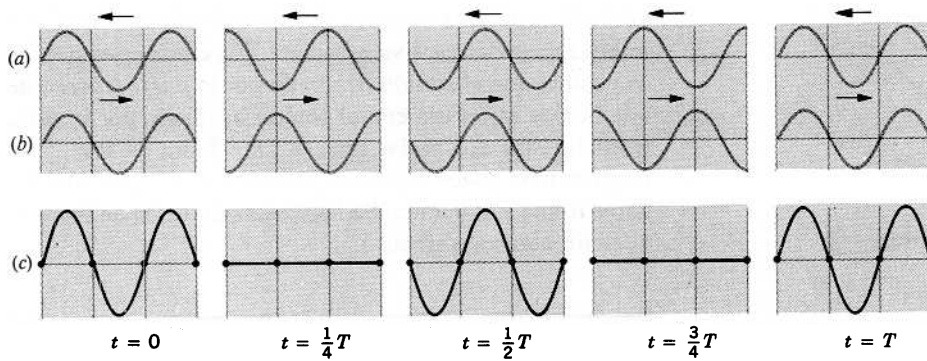 (a)
(b)
(c)
t = 0 t = 1/4 T t = 1/2 T t = 3/4 T t = T